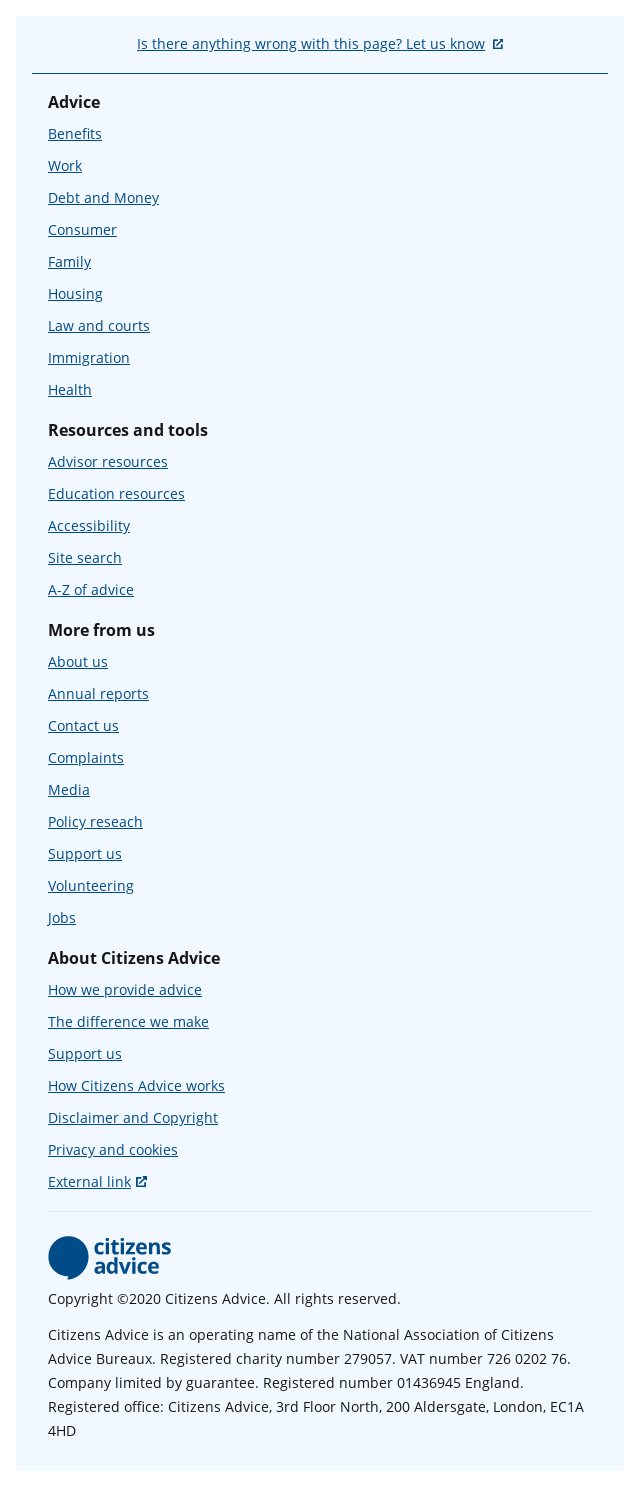 Is there anything wrong with this page? Let us know
Advice
Benefits
Work
Debt and Money
Consumer
Family
Housing
Law and courts
Immigration
Health
Resources and tools
Advisor resources
Education resources
Accessibility
Site search
A-Z of advice
More from us
About us
Annual reports
Contact us
Complaints
Media
Policy reseach
Support us
Volunteering
Jobs
About Citizens Advice
How we provide advice
The difference we make
Support us
How Citizens Advice works
Disclaimer and Copyright
Privacy and cookies
External link
citizens
advice
Copyright ©2020 Citizens Advice. All rights reserved.
Citizens Advice is an operating name of the National Association of Citizens
Advice Bureaux. Registered charity number 279057. VAT number 726 0202 76.
Company limited by guarantee. Registered number 01436945 England.
Registered office: Citizens Advice, 3rd Floor North, 200 Aldersgate, London, EC1A
4HD